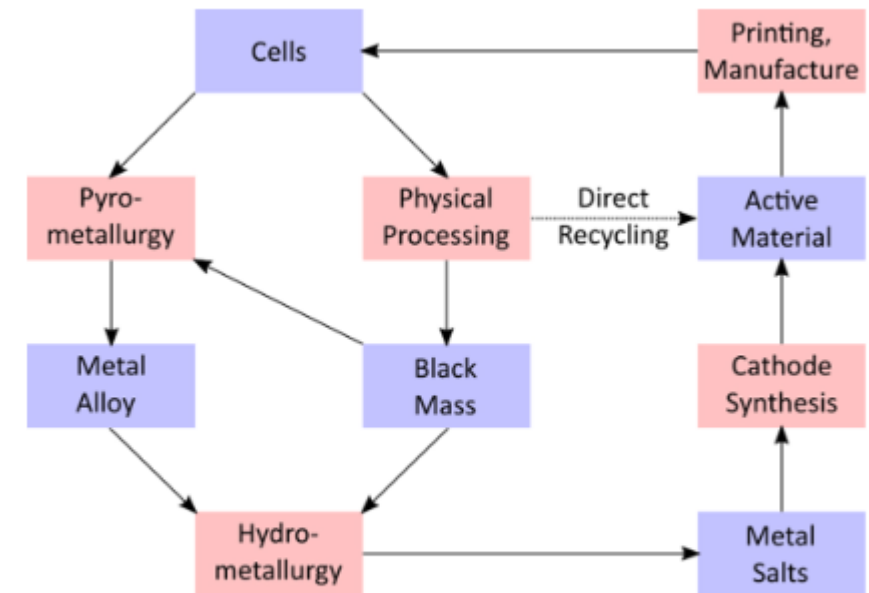 Cells
Printing,
Manufacture
Pyro-
metallurgy
Physical
Processing
Direct
Recycling
Active
Material
Metal
Alloy
Black
Mass
Cathode
Synthesis
Hydro-
metallurgy
Metal
Salts